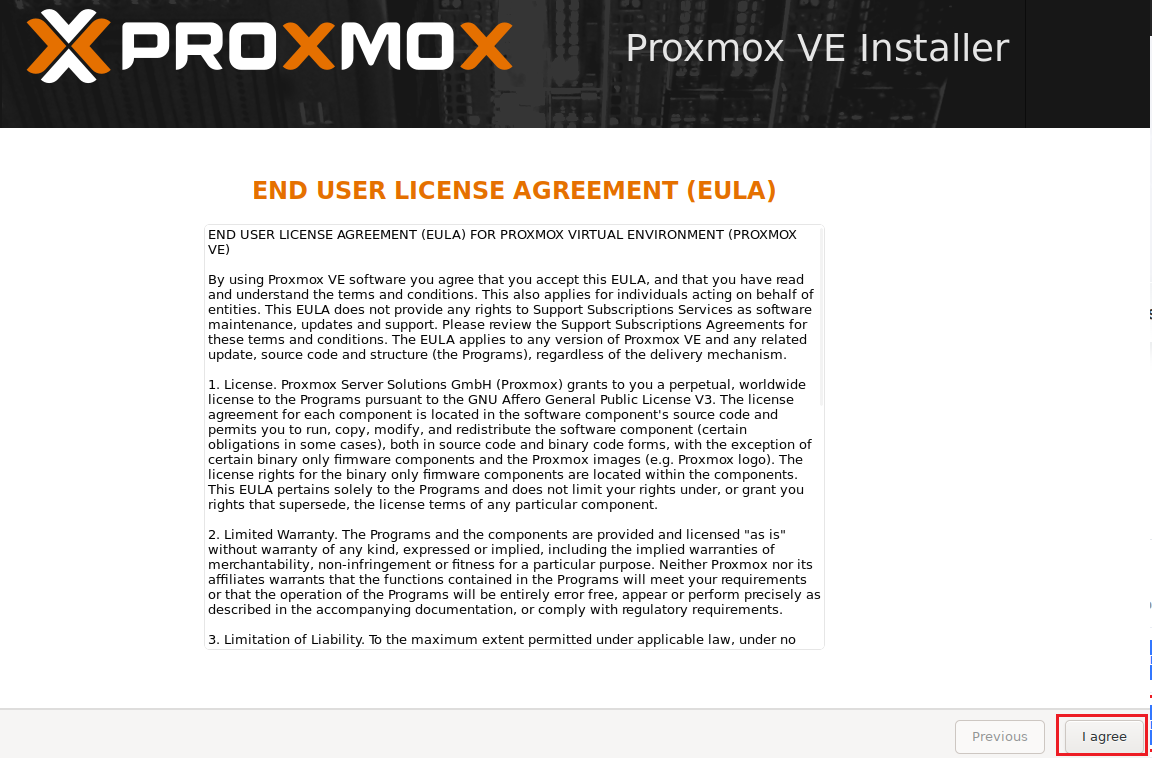 PROXMOX
Proxmox VE Installer
END USER LICENSE AGREEMENT (EULA)
END USER LICENSE AGREEMENT (EULA) FOR PROXMOX VIRTUAL ENVIRONMENT (PROXMOX
VE)
By using Proxmox VE software you agree that you accept this EULA, and that you have read
and understand the terms and conditions. This also applies for individuals acting on behalf of
entities. This EULA does not provide any rights to Support Subscriptions Services as software
maintenance, updates and support. Please review the Support Subscriptions Agreements for
these terms and conditions. The EULA applies to any version of Proxmox VE and any related
update, source code and structure (the Programs), regardless of the delivery mechanism.
1. License. Proxmox Server Solutions GmbH (Proxmox) grants to you a perpetual, worldwide
license to the Programs pursuant to the GNU Affero General Public License V3. The license
agreement for each component is located in the software component's source code and
permits you to run, copy, modify, and redistribute the software component (certain
obligations in some cases), both in source code and binary code forms, with the exception of
certain binary only firmware components and the Proxmox images (e.g. Proxmox logo). The
license rights for the binary only firmware components are located within the components.
This EULA pertains solely to the Programs and does not limit your rights under, or grant you
rights that supersede, the license terms of any particular component.
2. Limited Warranty. The Programs and the components are provided and licensed "as is"
without warranty of any kind, expressed or implied, including the implied warranties of
merchantability, non-infringement or fitness for a particular purpose. Neither Proxmox nor its
affiliates warrants that the functions contained in the Programs will meet your requirements
or that the operation of the Programs will be entirely error free, appear or perform precisely as
described in the accompanying documentation, or comply with regulatory requirements.
3. Limitation of Liability. To the maximum extent permitted under applicable law, under no
Previous
I agree